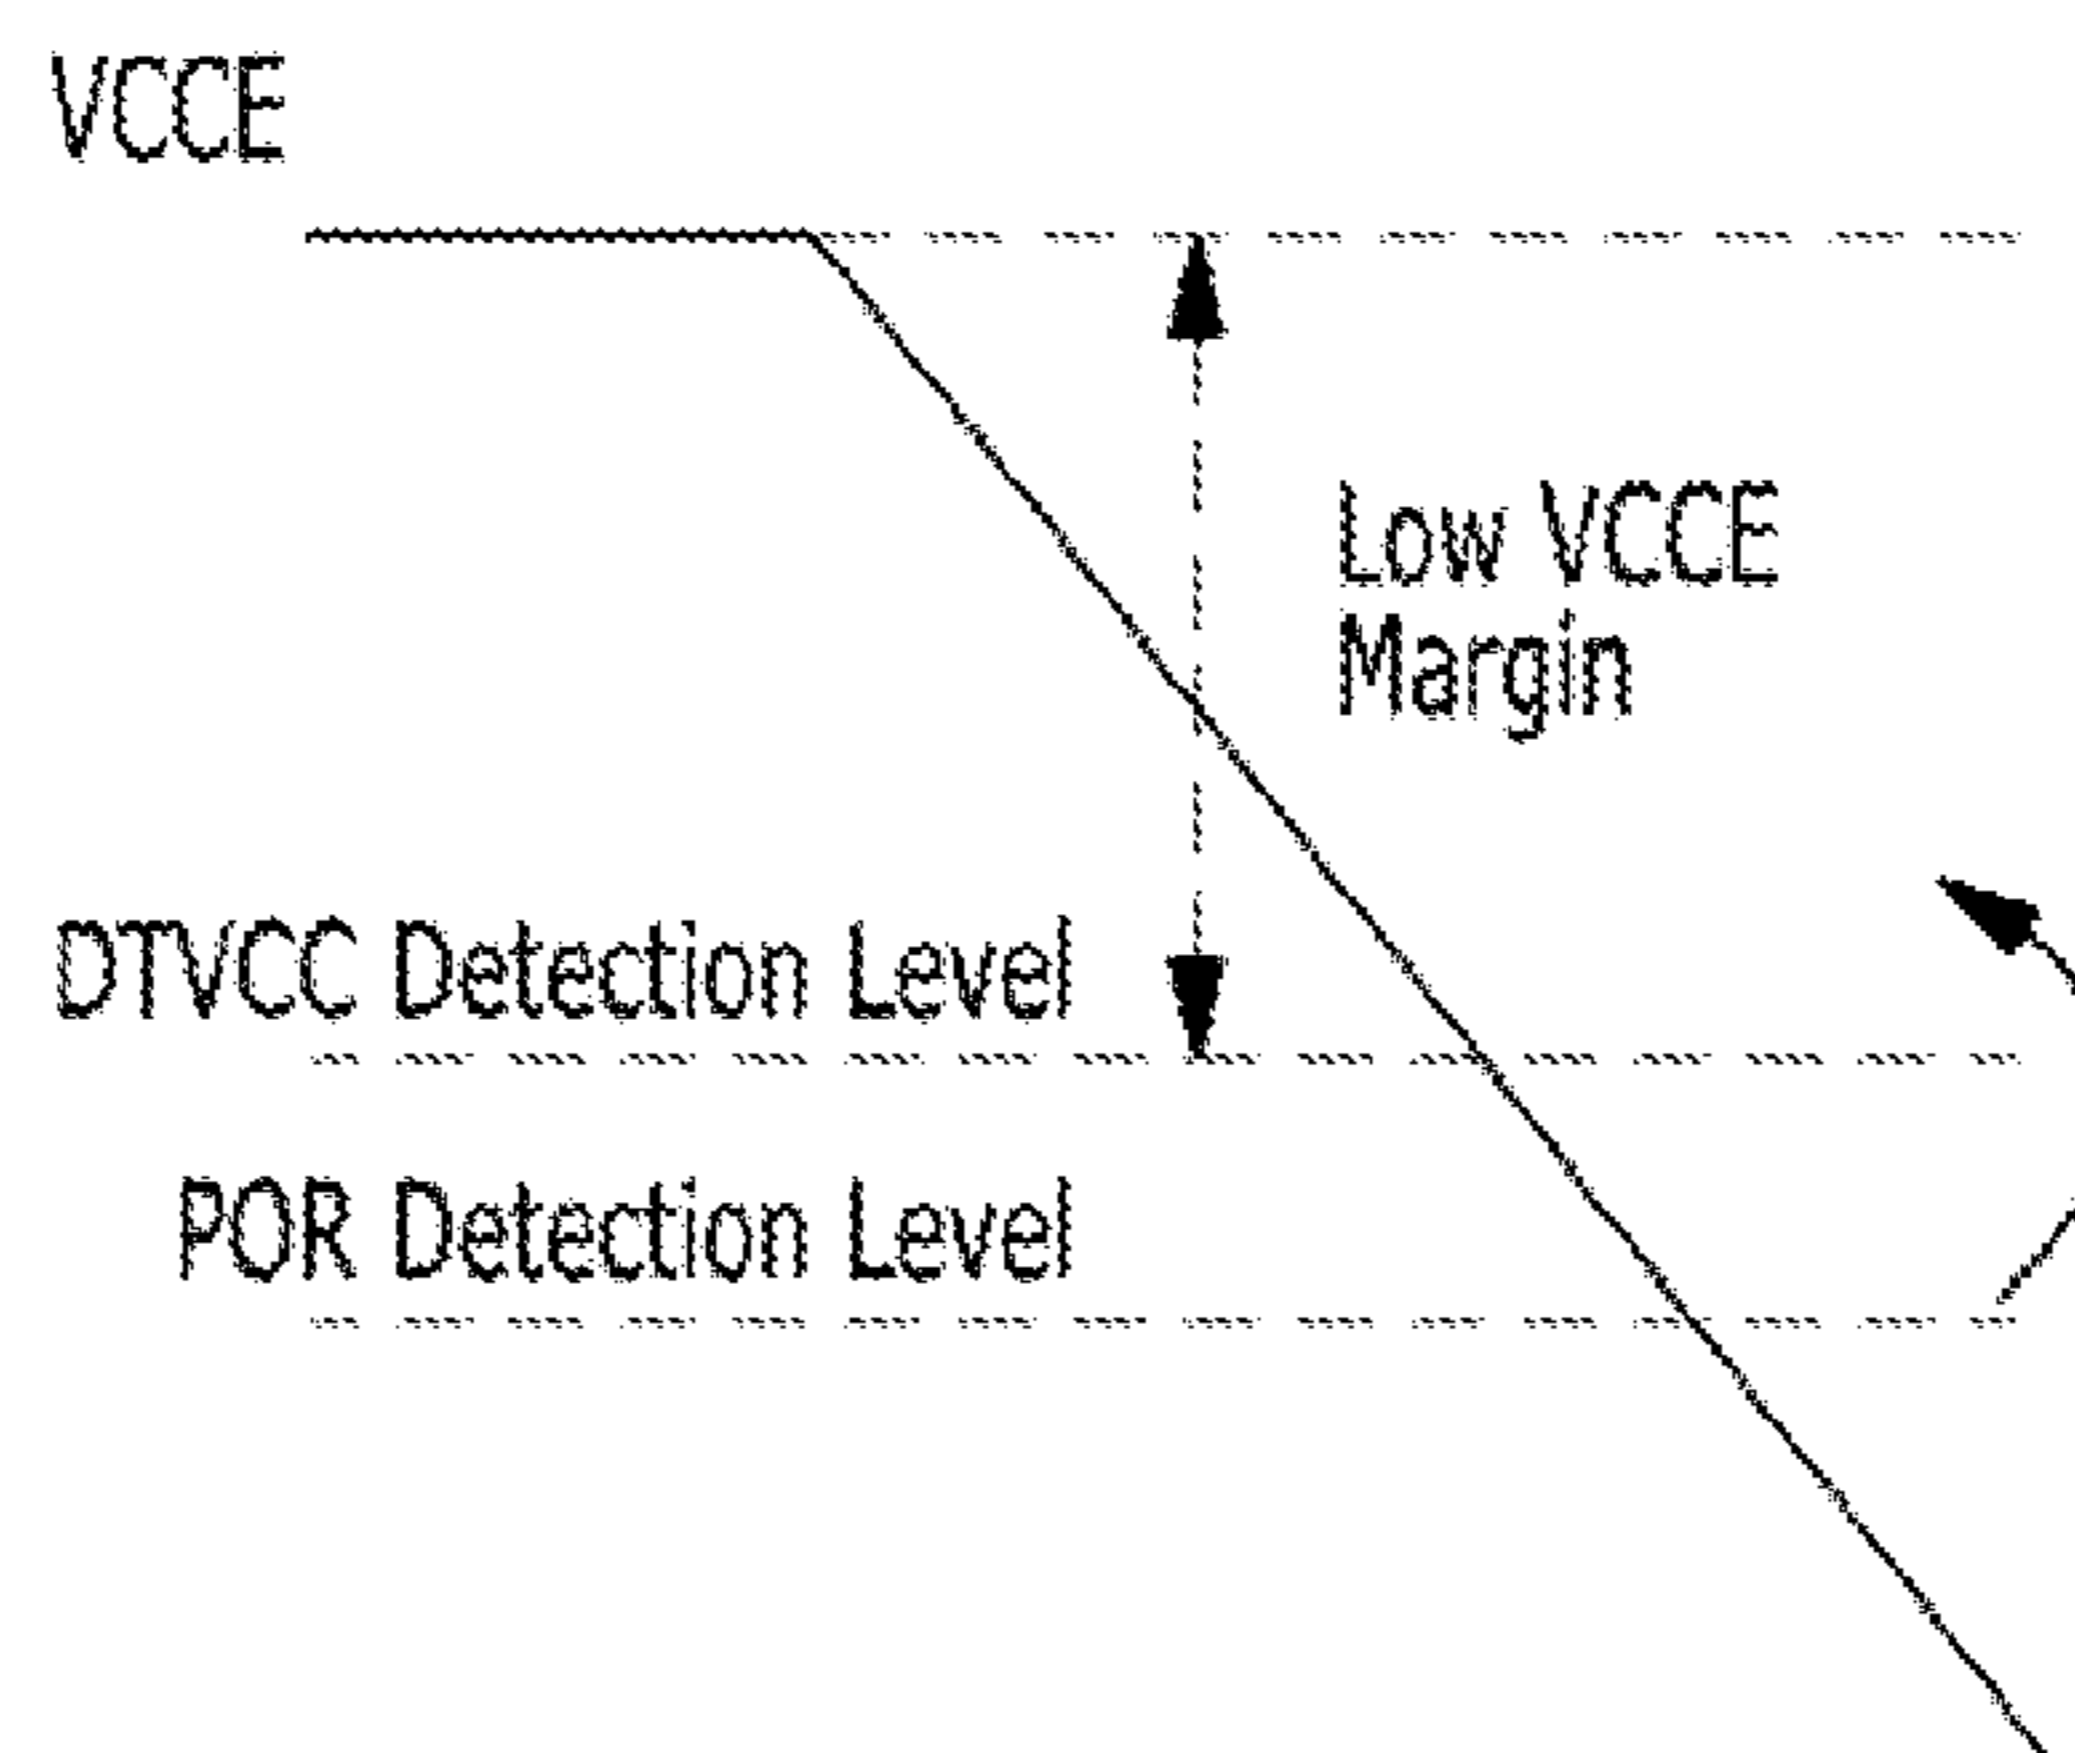 VCCE
Low VCCE
Margin
DTVCC Detection Level
POR Detection Level